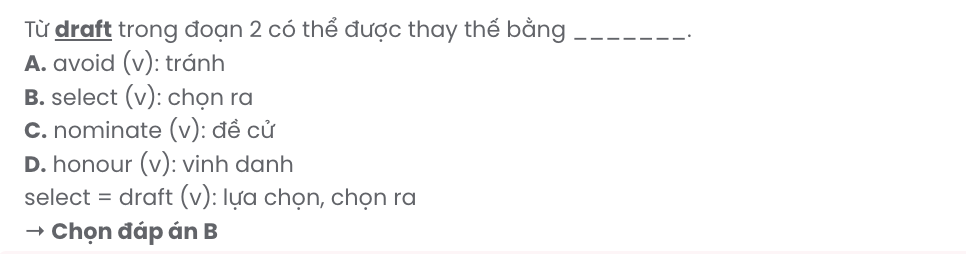 Từ draft trong đoạn 2 có thể được thay thế bằng _______.
A. avoid (v): tránh
B. select (v): chọn ra
C. nominate (v): đề cử
D. honour (v): vinh danh
select = draft (v): lựa chọn, chọn ra
→ Chọn đáp án B